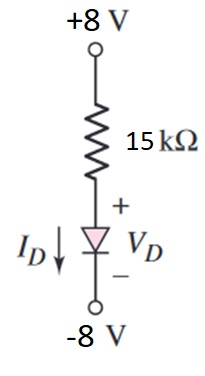 +8 V
15 kΩ
+
I_D V_D
−
-8 V